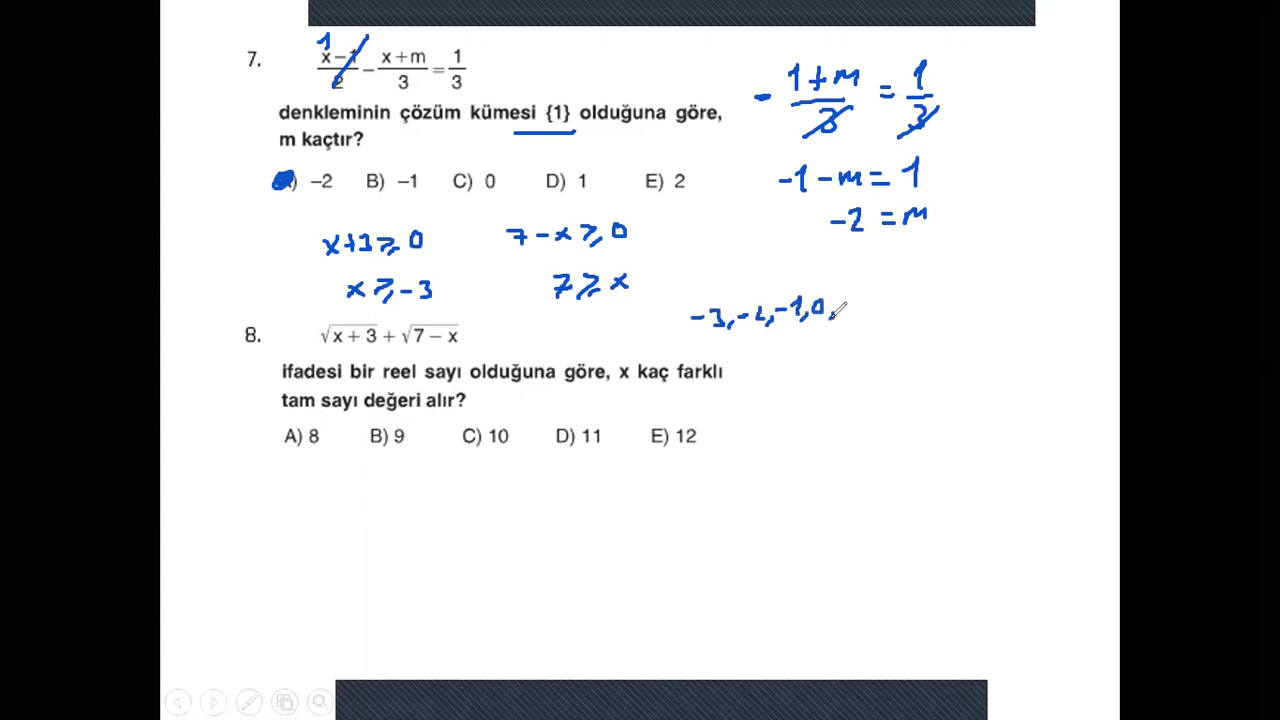 7. x−1/2 − x+m/3 = 1/3
1
denkleminin çözüm kümesi {1} olduğuna göre,
m kaçtır?
) −2 B) −1 C) 0 D) 1 E) 2
- 1+m/3 = 1/3
-1-m=1
-2=m
x+3≥0 7-x≥0
x≥-3 7≥x
-3,-2,-1,0,
8. √x + 3 + √7 − x
ifadesi bir reel sayı olduğuna göre, x kaç farklı
tam sayı değeri alır?
A) 8 B) 9 C) 10 D) 11 E) 12